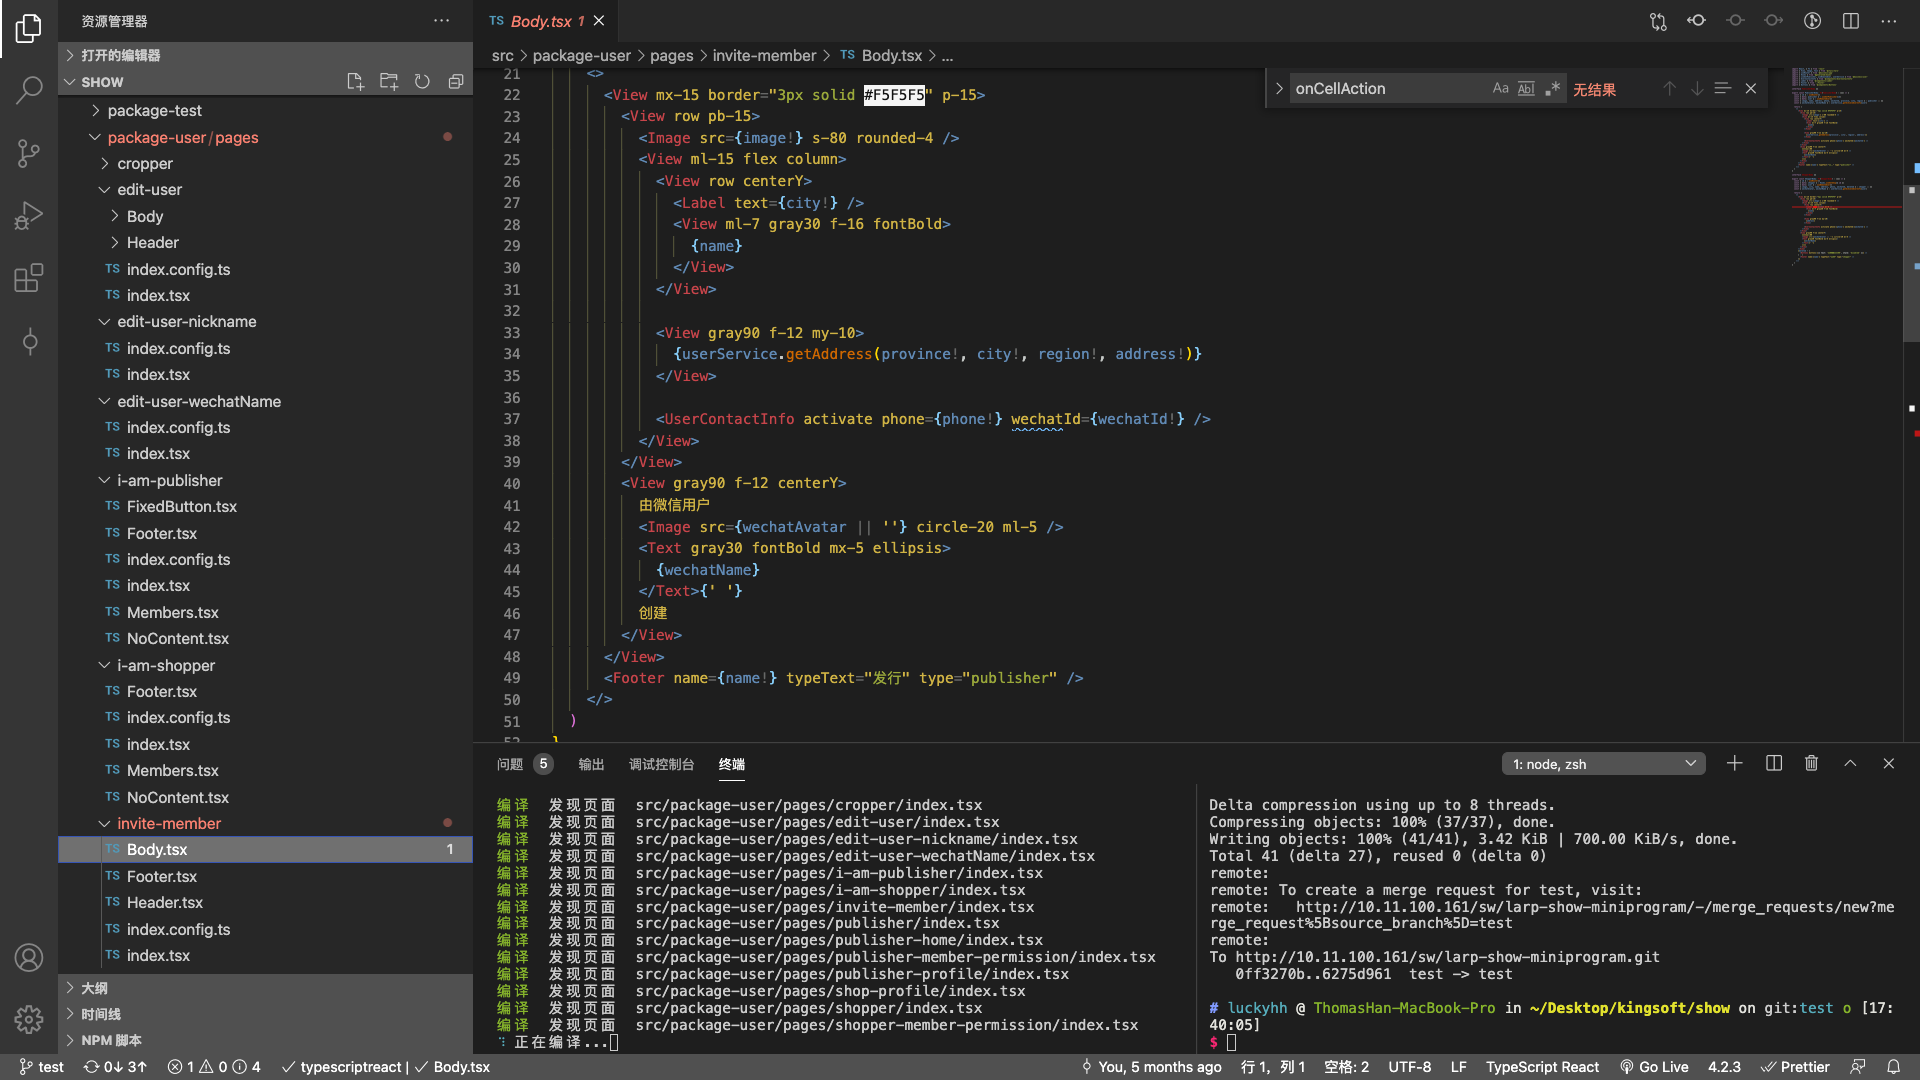 资源管理器
打开的编辑器
SHOW
package-test
package-user/pages
cropper
edit-user
Body
Header
TS index.config.ts
TS index.tsx
edit-user-nickname
TS index.config.ts
TS index.tsx
edit-user-wechatName
TS index.config.ts
TS index.tsx
i-am-publisher
TS FixedButton.tsx
TS Footer.tsx
TS index.config.ts
TS index.tsx
TS Members.tsx
TS NoContent.tsx
i-am-shopper
TS Footer.tsx
TS index.config.ts
TS index.tsx
TS Members.tsx
TS NoContent.tsx
invite-member
TS Body.tsx 1
TS Footer.tsx
TS Header.tsx
TS index.config.ts
TS index.tsx
大纲
时间线
NPM 脚本
TS Body.tsx 1
src > package-user > pages > invite-member > TS Body.tsx > ...
onCellAction Aa Ab .* 无结果
21 <>
22 <View mx-15 border="3px solid #F5F5F5" p-15>
23 <View row pb-15>
24 <Image src={image!} s-80 rounded-4 />
25 <View ml-15 flex column>
26 <View row centerY>
27 <Label text={city!} />
28 <View ml-7 gray30 f-16 fontBold>
29 {name}
30 </View>
31 </View>
32
33 <View gray90 f-12 my-10>
34 {userService.getAddress(province!, city!, region!, address!)}
35 </View>
36
37 <UserContactInfo activate phone={phone!} wechatId={wechatId!} />
38 </View>
39 </View>
40 <View gray90 f-12 centerY>
41 由微信用户
42 <Image src={wechatAvatar || ''} circle-20 ml-5 />
43 <Text gray30 fontBold mx-5 ellipsis>
44 {wechatName}
45 </Text>{' '}
46 创建
47 </View>
48 </View>
49 <Footer name={name!} typeText="发行" type="publisher" />
50 </>
51 )
52 }
问题 5 输出 调试控制台 终端
1: node, zsh
编译 发现页面 src/package-user/pages/cropper/index.tsx
编译 发现页面 src/package-user/pages/edit-user/index.tsx
编译 发现页面 src/package-user/pages/edit-user-nickname/index.tsx
编译 发现页面 src/package-user/pages/edit-user-wechatName/index.tsx
编译 发现页面 src/package-user/pages/i-am-publisher/index.tsx
编译 发现页面 src/package-user/pages/i-am-shopper/index.tsx
编译 发现页面 src/package-user/pages/invite-member/index.tsx
编译 发现页面 src/package-user/pages/publisher/index.tsx
编译 发现页面 src/package-user/pages/publisher-home/index.tsx
编译 发现页面 src/package-user/pages/publisher-member-permission/index.tsx
编译 发现页面 src/package-user/pages/publisher-profile/index.tsx
编译 发现页面 src/package-user/pages/shop-profile/index.tsx
编译 发现页面 src/package-user/pages/shopper/index.tsx
编译 发现页面 src/package-user/pages/shopper-member-permission/index.tsx
正在编译...
Delta compression using up to 8 threads.
Compressing objects: 100% (37/37), done.
Writing objects: 100% (41/41), 3.42 KiB | 700.00 KiB/s, done.
Total 41 (delta 27), reused 0 (delta 0)
remote:
remote: To create a merge request for test, visit:
remote:   http://10.11.100.161/sw/larp-show-miniprogram/-/merge_requests/new?me
rge_request%5Bsource_branch%5D=test
remote:
To http://10.11.100.161/sw/larp-show-miniprogram.git
0ff3270b..6275d961  test -> test
# luckyhh @ ThomasHan-MacBook-Pro in ~/Desktop/kingsoft/show on git:test o [17:
40:05]
$
test 0↓ 3↑ 1 0 4 typescriptreact | Body.tsx You, 5 months ago 行 1，列 1 空格: 2 UTF-8 LF TypeScript React Go Live 4.2.3 Prettier